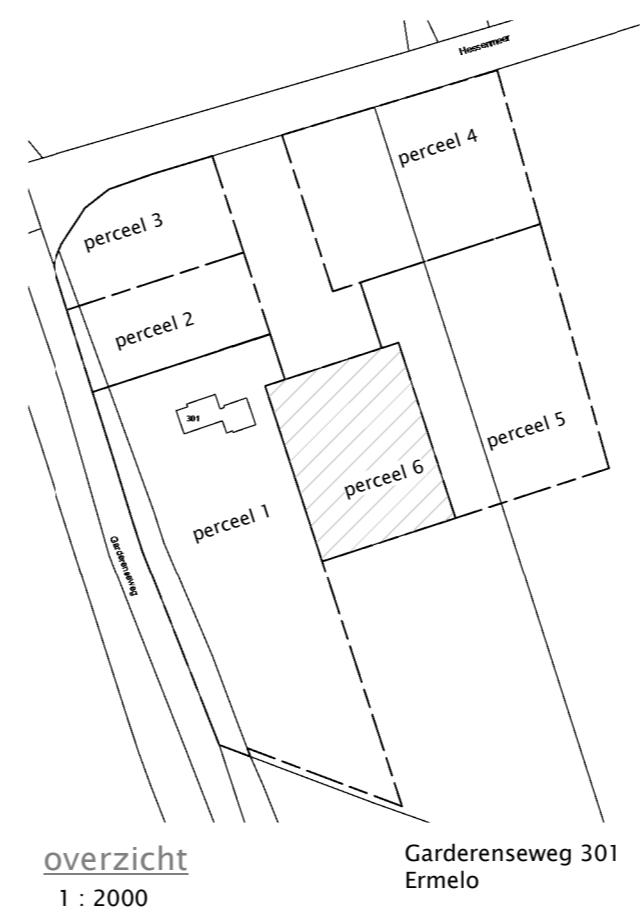 Hessenmeer
perceel 4
perceel 3
perceel 2
301
perceel 5
perceel 6
perceel 1
Garderenseweg
overzicht
1 : 2000
Garderenseweg 301
Ermelo